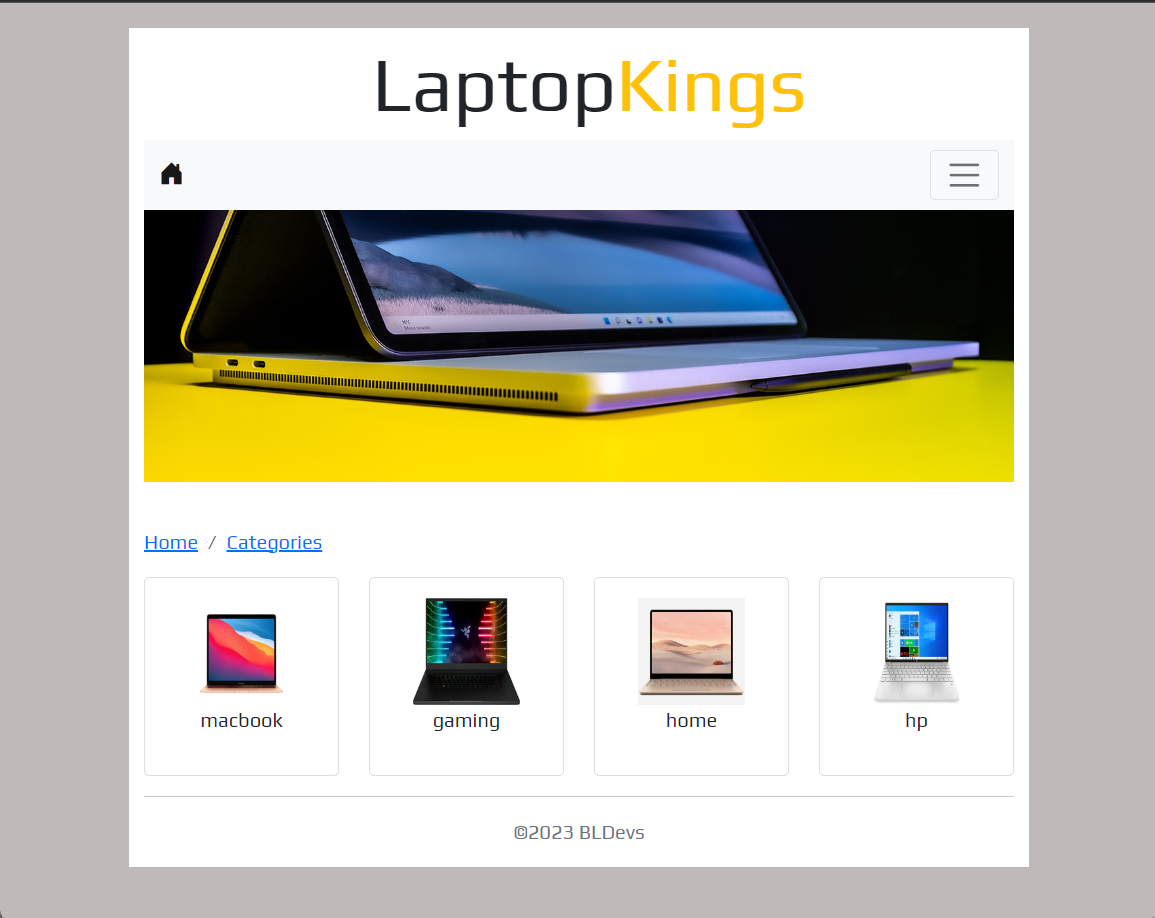 LaptopKings
Home / Categories
macbook
gaming
home
hp
©2023 BLDevs